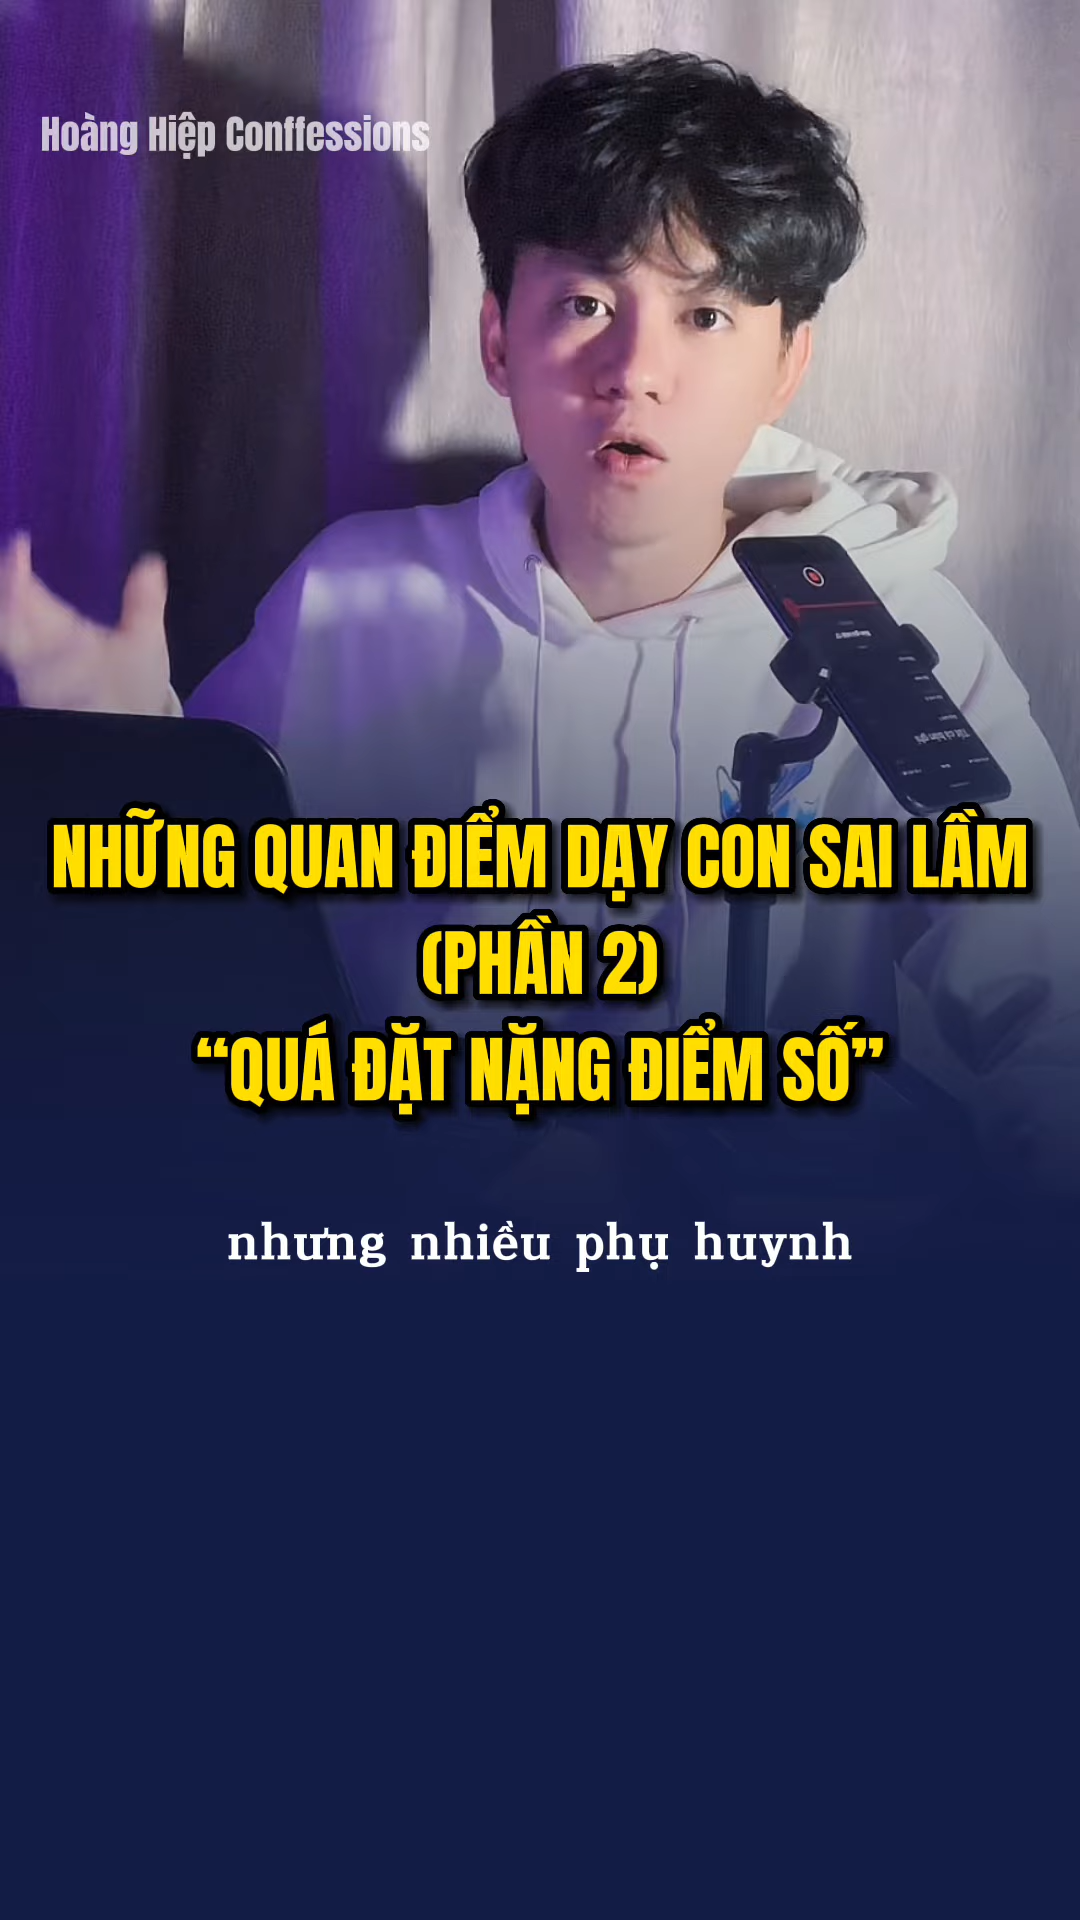 Hoàng Hiệp Conffessions
NHỮNG QUAN ĐIỂM DẠY CON SAI LẦM
(PHẦN 2)
“QUÁ ĐẶT NẶNG ĐIỂM SỐ”
nhưng nhiều phụ huynh